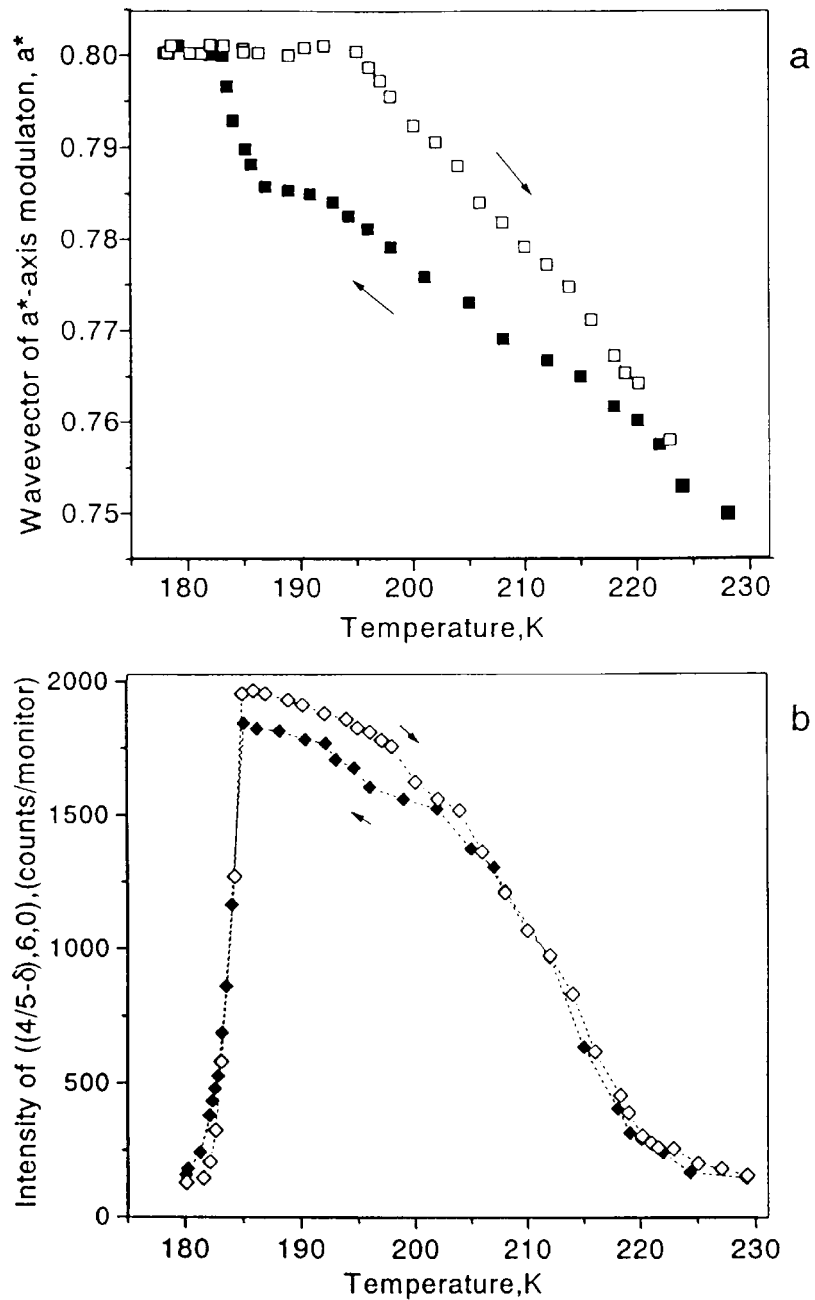 a
Wavevector of a*-axis modulaton, a*
0.80
0.79
0.78
0.77
0.76
0.75
180 190 200 210 220 230
Temperature,K
b
Intensity of ((4/5-δ),6,0),(counts/monitor)
2000
1500
1000
500
0
180 190 200 210 220 230
Temperature,K